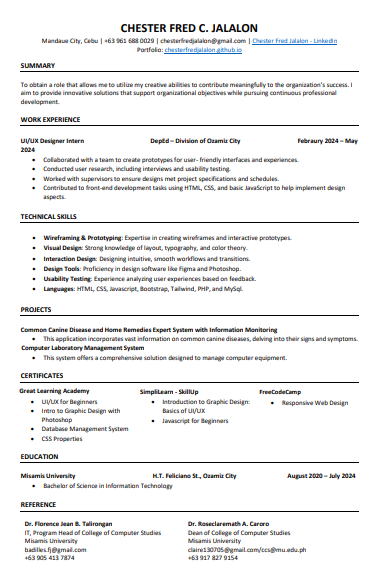 CHESTER FRED C. JALALON
Mandaue City, Cebu | +63 961 688 0029 | chesterfredjalalon@gmail.com | Chester Fred Jalalon - Linkedin
Portfolio: chesterfredjalalon.github.io
SUMMARY
To obtain a role that allows me to utilize my creative abilities to contribute meaningfully to the organization's success. I
aim to provide innovative solutions that support organizational objectives while pursuing continuous professional
development.
WORK EXPERIENCE
UI/UX Designer Intern DepEd – Division of Ozamiz City Febraury 2024 – May
2024
• Collaborated with a team to create prototypes for user- friendly interfaces and experiences.
• Conducted user research, including interviews and usability testing.
• Worked with supervisors to ensure designs met project specifications and schedules.
• Contributed to front-end development tasks using HTML, CSS, and basic JavaScript to help implement design
aspects.
TECHNICAL SKILLS
• Wireframing & Prototyping: Expertise in creating wireframes and interactive prototypes.
• Visual Design: Strong knowledge of layout, typography, and color theory.
• Interaction Design: Designing intuitive, smooth workflows and transitions.
• Design Tools: Proficiency in design software like Figma and Photoshop.
• Usability Testing: Experience analyzing user experiences based on feedback.
• Languages: HTML, CSS, Javascript, Bootstrap, Tailwind, PHP, and MySql.
PROJECTS
Common Canine Disease and Home Remedies Expert System with Information Monitoring
• This application incorporates vast information on common canine diseases, delving into their signs and symptoms.
Computer Laboratory Management System
• This system offers a comprehensive solution designed to manage computer equipment.
CERTIFICATES
Great Learning Academy
• UI/UX for Beginners
• Intro to Graphic Design with
Photoshop
• Database Management System
• CSS Properties
SimpliLearn - SkillUp
• Introduction to Graphic Design:
Basics of UI/UX
• Javascript for Beginners
FreeCodeCamp
• Responsive Web Design
EDUCATION
Misamis University H.T. Feliciano St., Ozamiz City August 2020 – July 2024
• Bachelor of Science in Information Technology
REFERENCE
Dr. Florence Jean B. Talirongan
IT, Program Head of College of Computer Studies
Misamis University
badilles.fj@gmail.com
+63 905 413 7874
Dr. Roseclaremath A. Caroro
Dean of College of Computer Studies
Misamis University
claire130705@gmail.com/ccs@mu.edu.ph
+63 917 827 9154